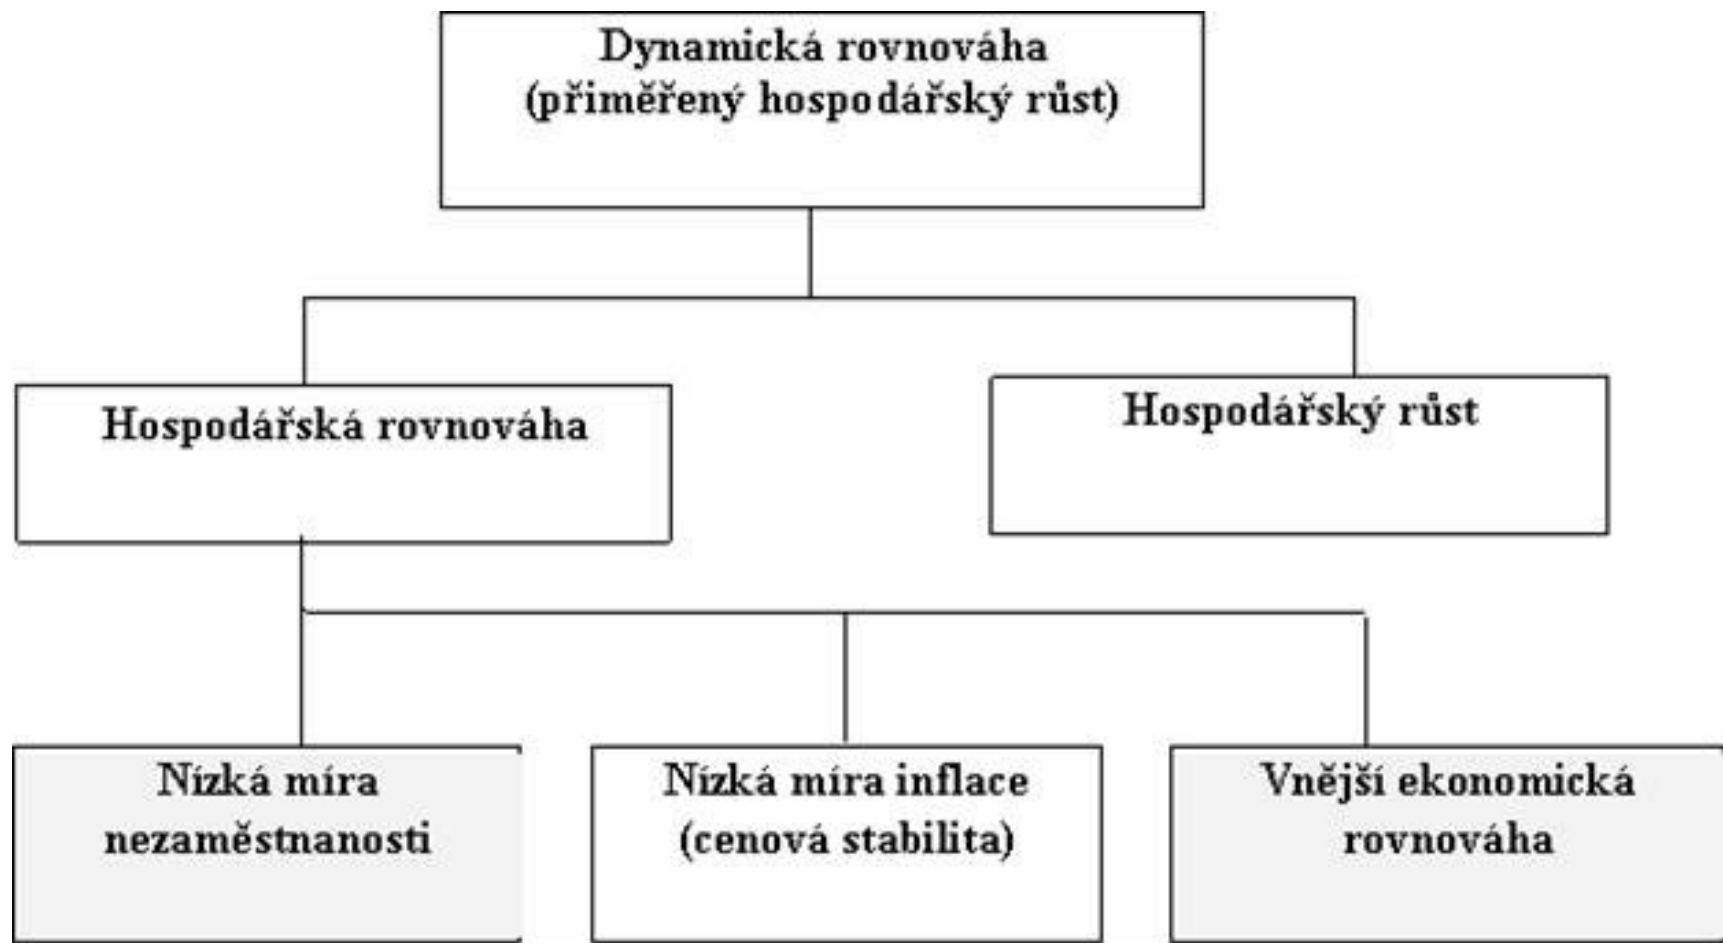 Dynamická rovnováha
(přiměřený hospodářský růst)
Hospodářská rovnováha
Hospodářský růst
Nízká míra
nezaměstnanosti
Nízká míra inflace
(cenová stabilita)
Vnější ekonomická
rovnováha